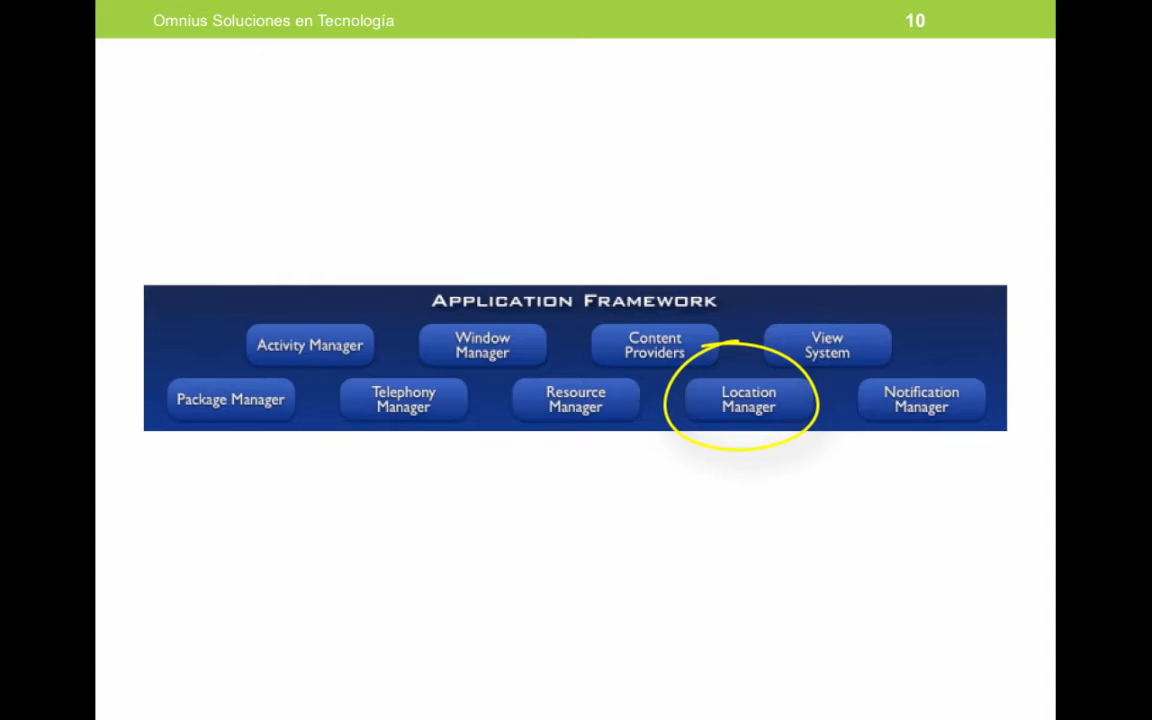 Omnius Soluciones en Tecnología
10
APPLICATION FRAMEWORK
Activity Manager
Window
Manager
Content
Providers
View
System
Package Manager
Telephony
Manager
Resource
Manager
Location
Manager
Notification
Manager